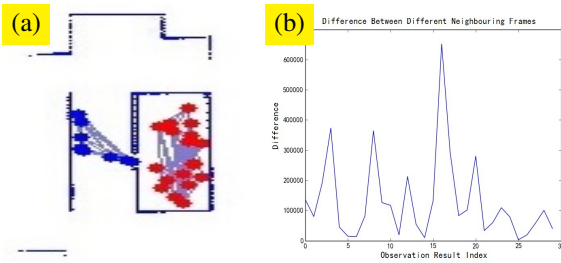 (a)
(b)
Difference Between Different Neighbouring Frames
600000
500000
400000
300000
200000
100000
0
Difference
0 5 10 15 20 25 30
Observation Result Index